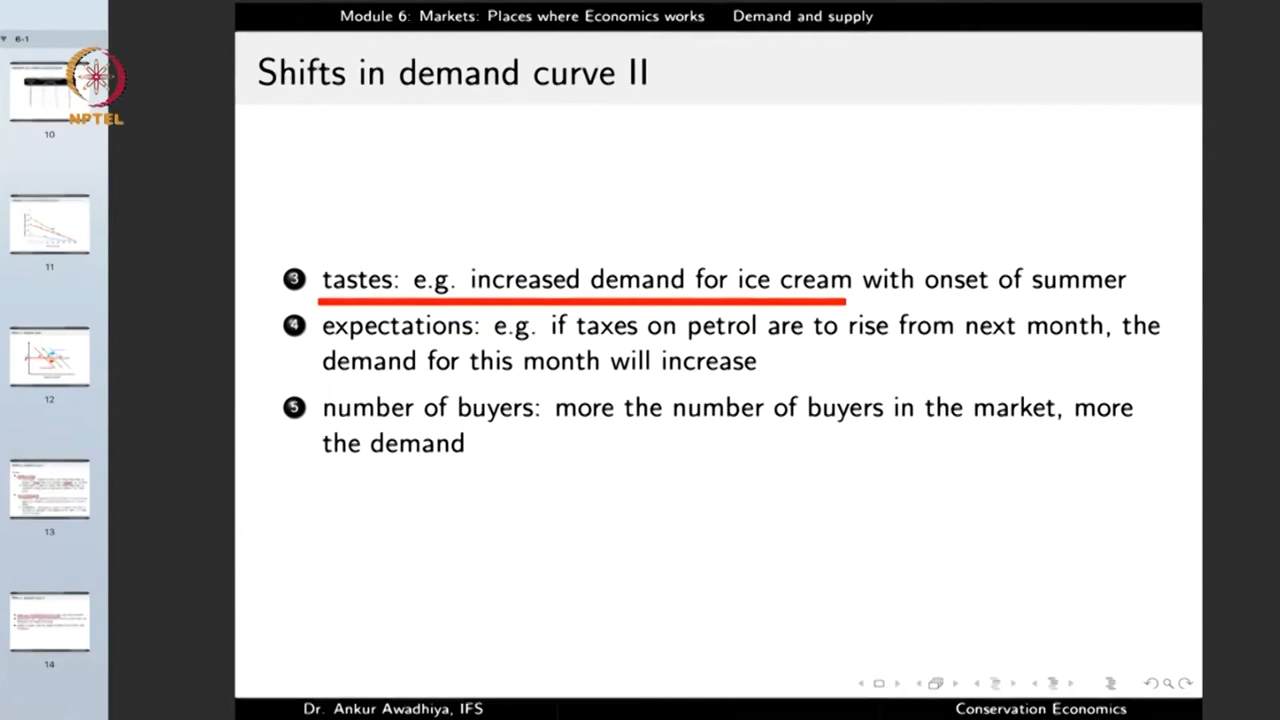 Module 6: Markets: Places where Economics works Demand and supply
6-1
Shifts in demand curve II
NPTEL
10
11
12
13
14
3 tastes: e.g. increased demand for ice cream with onset of summer
4 expectations: e.g. if taxes on petrol are to rise from next month, the
demand for this month will increase
5 number of buyers: more the number of buyers in the market, more
the demand
Dr. Ankur Awadhiya, IFS Conservation Economics